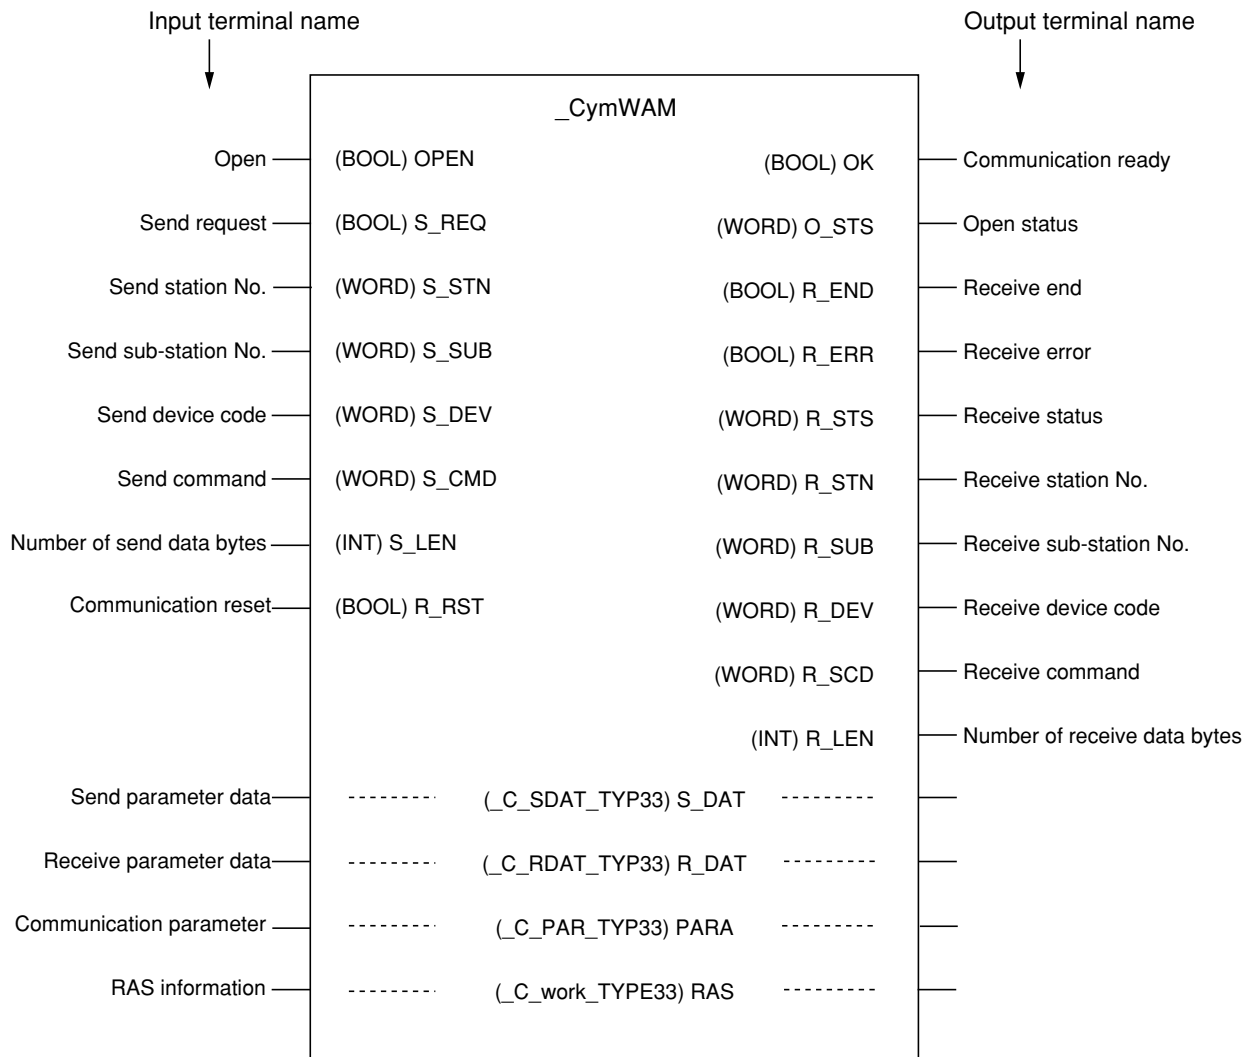 Input terminal name Output terminal name
_CymWAM
Open (BOOL) OPEN (BOOL) OK Communication ready
Send request (BOOL) S_REQ (WORD) O_STS Open status
Send station No. (WORD) S_STN (BOOL) R_END Receive end
Send sub-station No. (WORD) S_SUB (BOOL) R_ERR Receive error
Send device code (WORD) S_DEV (WORD) R_STS Receive status
Send command (WORD) S_CMD (WORD) R_STN Receive station No.
Number of send data bytes (INT) S_LEN (WORD) R_SUB Receive sub-station No.
Communication reset (BOOL) R_RST (WORD) R_DEV Receive device code
(WORD) R_SCD Receive command
(INT) R_LEN Number of receive data bytes
Send parameter data (_C_SDAT_TYP33) S_DAT
Receive parameter data (_C_RDAT_TYP33) R_DAT
Communication parameter (_C_PAR_TYP33) PARA
RAS information (_C_work_TYPE33) RAS